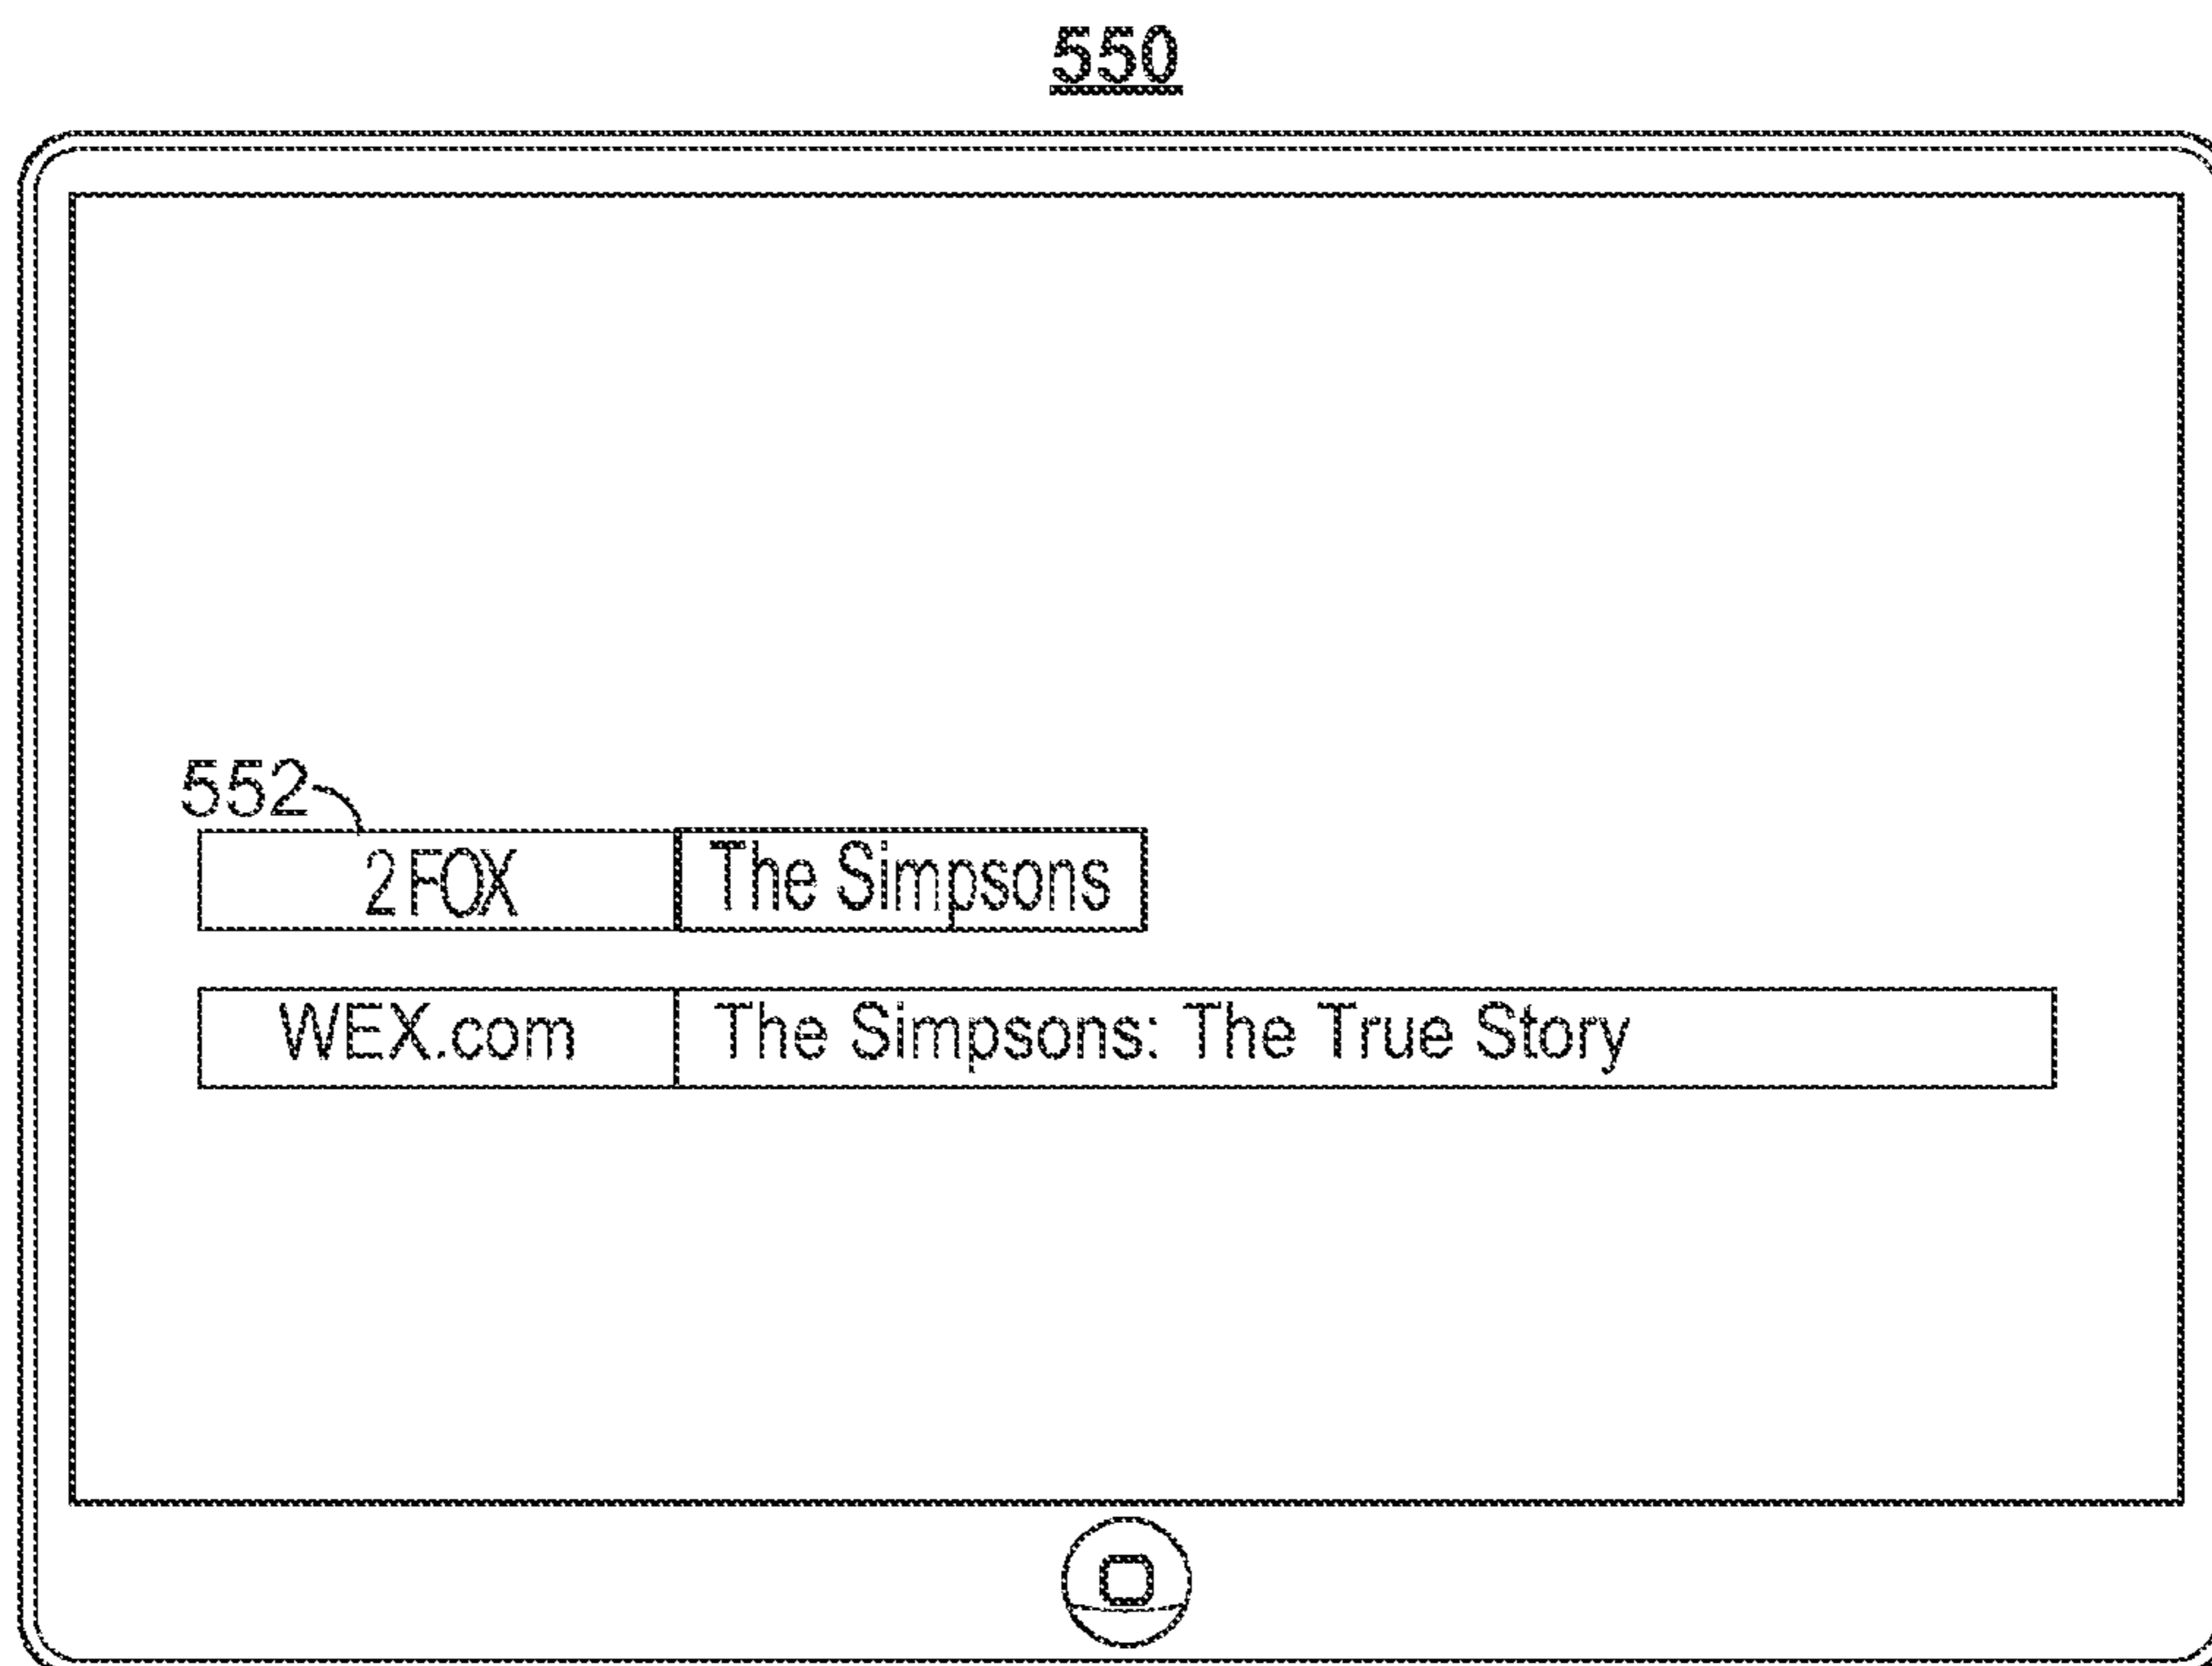 550
552
2 FOX The Simpsons
WEX.com The Simpsons: The True Story